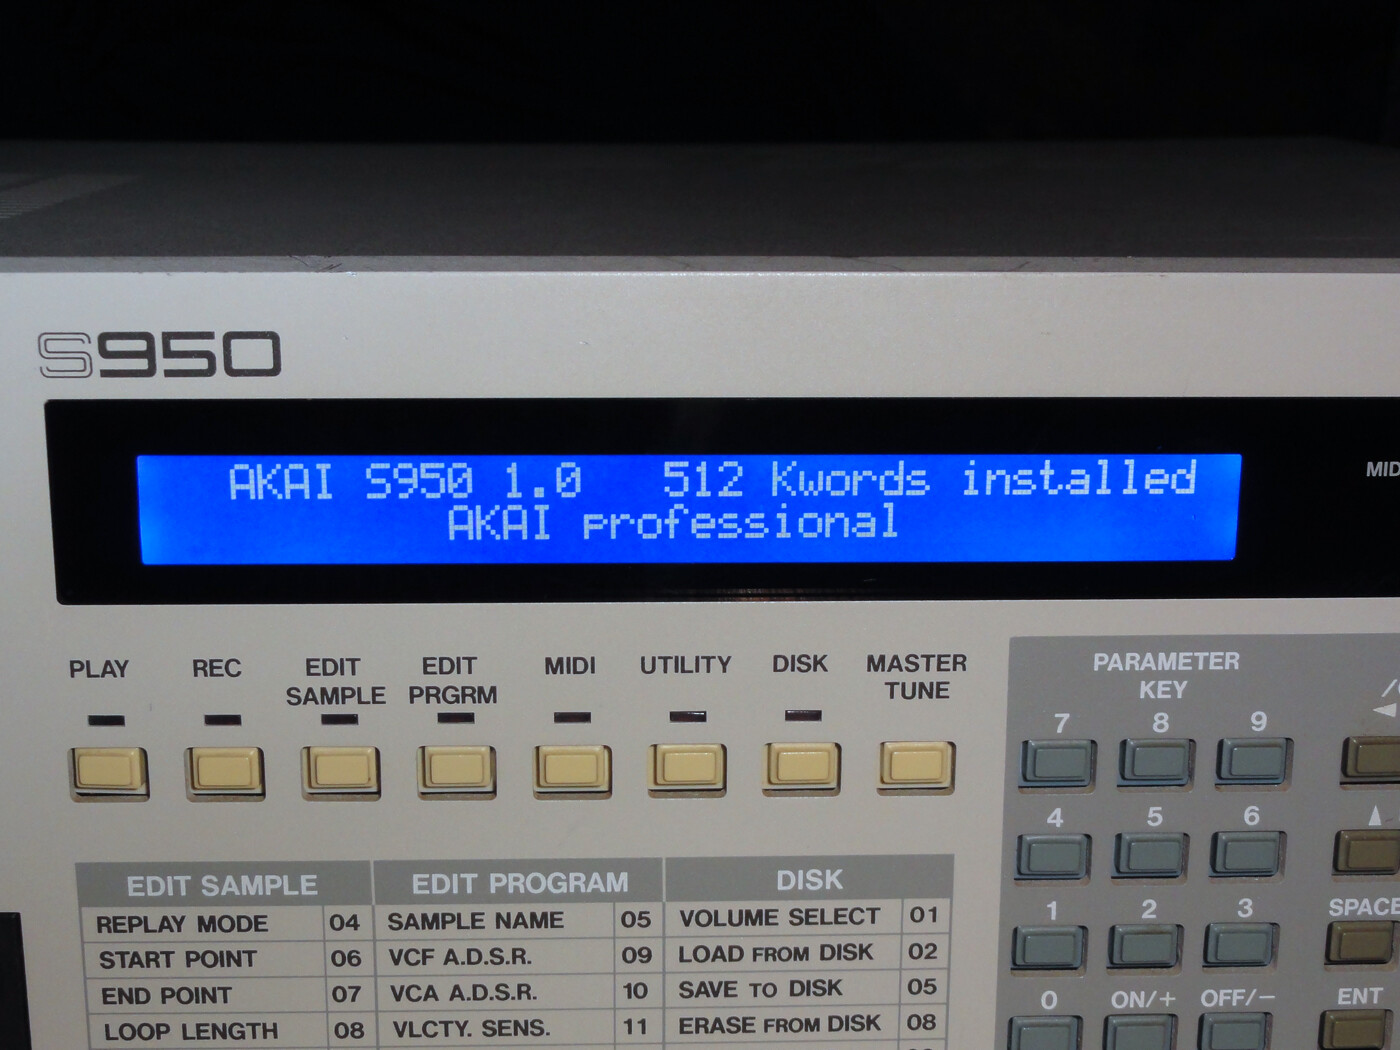 S950
AKAI S950 1.0   512 Kwords installed
AKAI professional
MID
PLAY
REC
EDIT
SAMPLE
EDIT
PRGRM
MIDI
UTILITY
DISK
MASTER
TUNE
PARAMETER
KEY
7 8 9
4 5 6
1 2 3
SPACE
0 ON/+ OFF/−
ENT
EDIT SAMPLE
REPLAY MODE 04
START POINT 06
END POINT 07
LOOP LENGTH 08
EDIT PROGRAM
SAMPLE NAME 05
VCF A.D.S.R. 09
VCA A.D.S.R. 10
VLCTY. SENS. 11
DISK
VOLUME SELECT 01
LOAD FROM DISK 02
SAVE TO DISK 05
ERASE FROM DISK 08